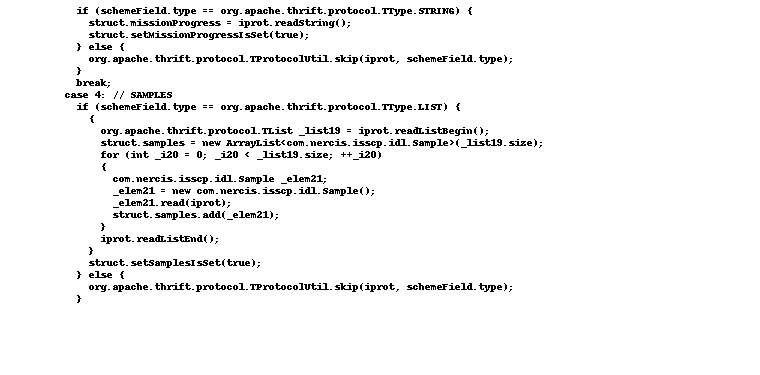 if (schemeField.type == org.apache.thrift.protocol.TType.STRING) {
struct.missionProgress = iprot.readString();
struct.setMissionProgressIsSet(true);
} else {
org.apache.thrift.protocol.TProtocolUtil.skip(iprot, schemeField.type);
}
break;
case 4: // SAMPLES
if (schemeField.type == org.apache.thrift.protocol.TType.LIST) {
{
org.apache.thrift.protocol.TList _list19 = iprot.readListBegin();
struct.samples = new ArrayList<com.nercis.isscp.idl.Sample>(_list19.size);
for (int _i20 = 0; _i20 < _list19.size; ++_i20)
{
com.nercis.isscp.idl.Sample _elem21;
_elem21 = new com.nercis.isscp.idl.Sample();
_elem21.read(iprot);
struct.samples.add(_elem21);
}
iprot.readListEnd();
}
struct.setSamplesIsSet(true);
} else {
org.apache.thrift.protocol.TProtocolUtil.skip(iprot, schemeField.type);
}